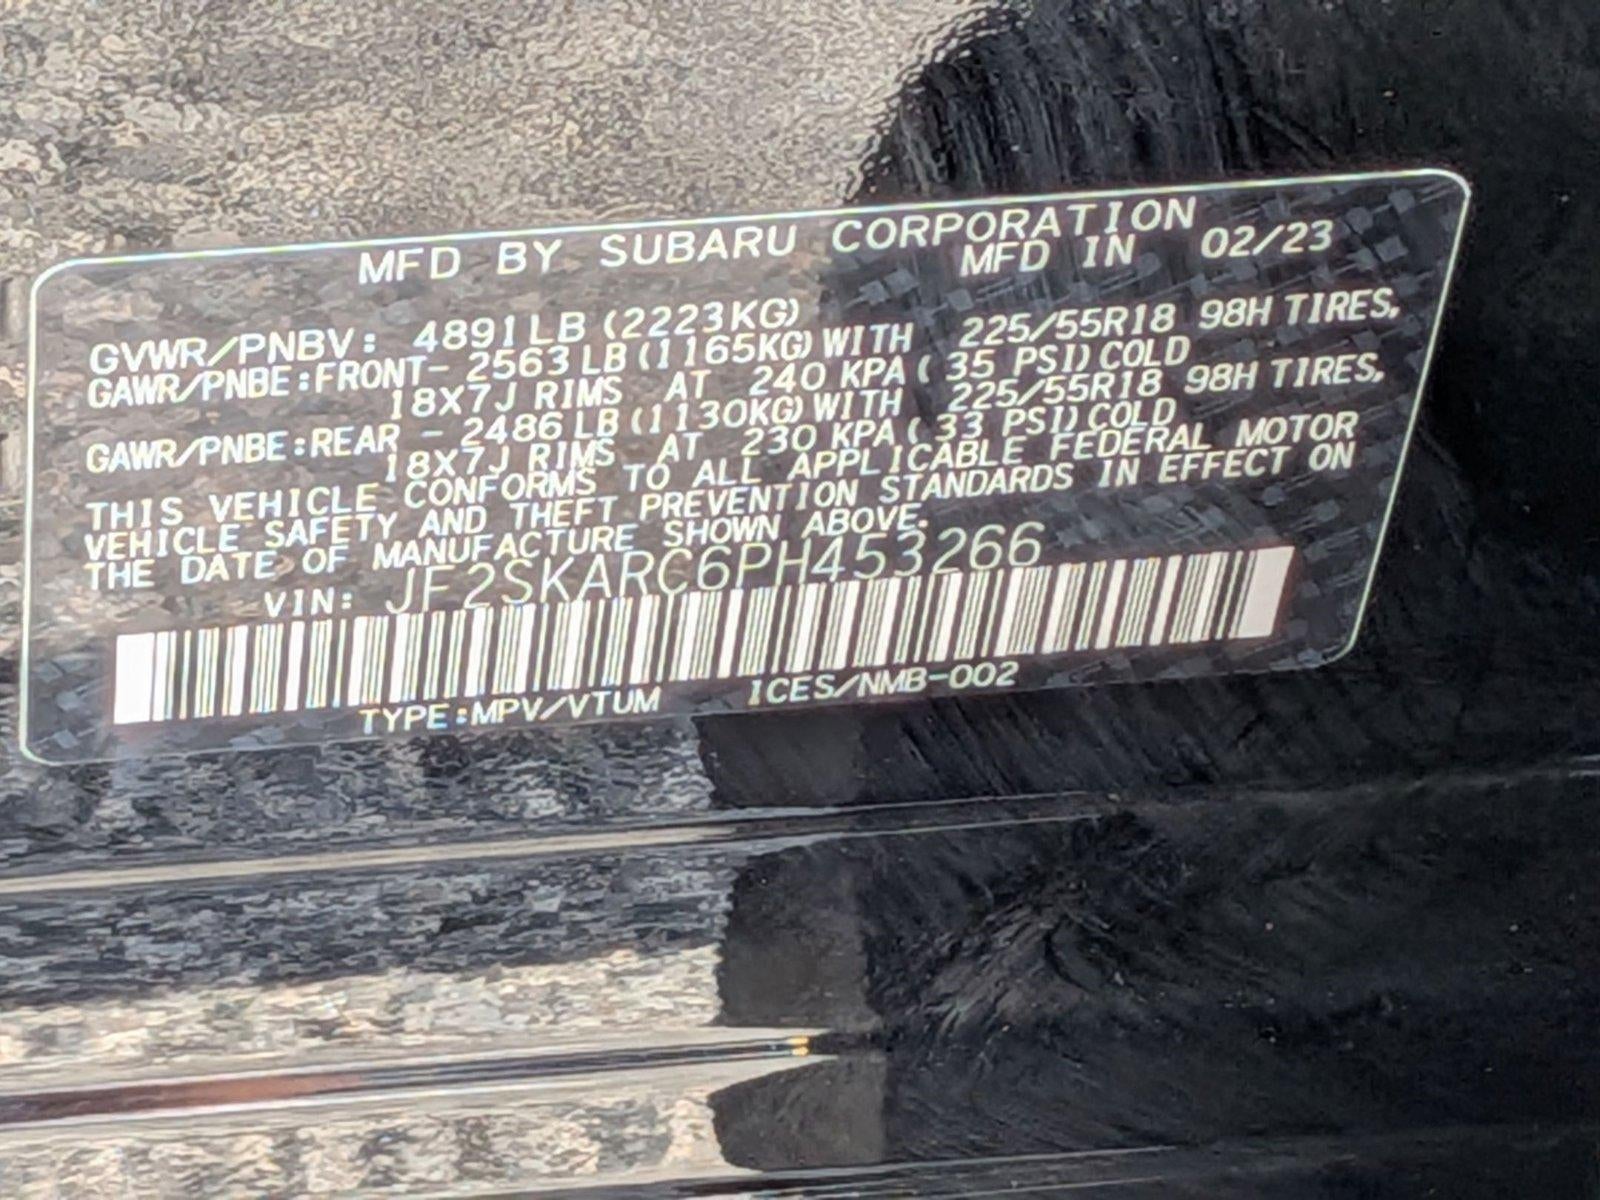 MFD BY SUBARU CORPORATION
MFD IN 02/23
GVWR/PNBV: 4891LB (2223KG)
GAWR/PNBE:FRONT- 2563LB(1165KG)WITH 225/55R18 98H TIRES,
18X7J RIMS AT 240 KPA( 35 PSI)COLD
GAWR/PNBE:REAR - 2486LB(1130KG)WITH 225/55R18 98H TIRES,
18X7J RIMS AT 230 KPA( 33 PSI)COLD
THIS VEHICLE CONFORMS TO ALL APPLICABLE FEDERAL MOTOR
VEHICLE SAFETY AND THEFT PREVENTION STANDARDS IN EFFECT ON
THE DATE OF MANUFACTURE SHOWN ABOVE.
VIN: JF2SKARC6PH453266
TYPE:MPV/VTUM ICES/NMB-002